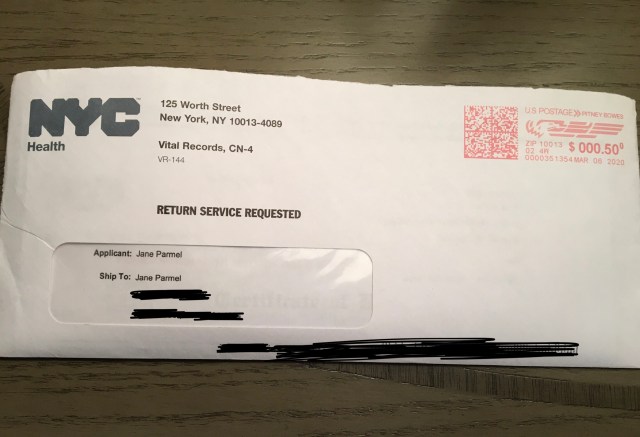 NYC
Health
125 Worth Street
New York, NY 10013-4089
Vital Records, CN-4
VR-144
U.S. POSTAGE>>PITNEY BOWES
ZIP 10013 $ 000.50⁰
02 4R
0000351354 MAR 06 2020
RETURN SERVICE REQUESTED
Applicant: Jane Parmel
Ship To: Jane Parmel